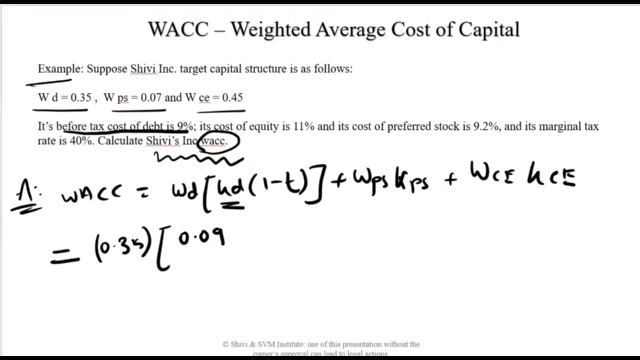 WACC – Weighted Average Cost of Capital
Example: Suppose Shivi Inc. target capital structure is as follows:
W d = 0.35 , W ps = 0.07 and W ce = 0.45
It's before tax cost of debt is 9%; its cost of equity is 11% and its cost of preferred stock is 9.2%, and its marginal tax
rate is 40%. Calculate Shivi's Inc wacc.
A: WACC = Wd[kd(1-t)] + Wps kps + WCE kCE
= (0.35)[0.09
© Shivi & SVM Institute: use of this presentation without the
owner's approval can lead to legal actions